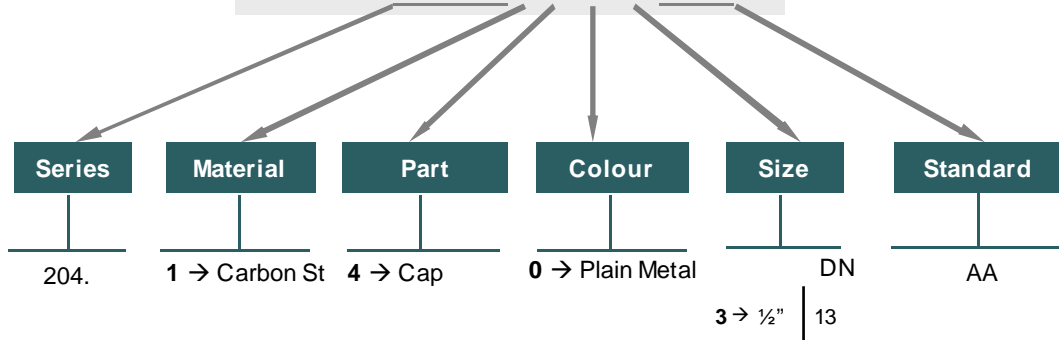 Series Material Part Colour Size Standard
204. 1 → Carbon St 4 → Cap 0 → Plain Metal DN AA
3 → ½” 13